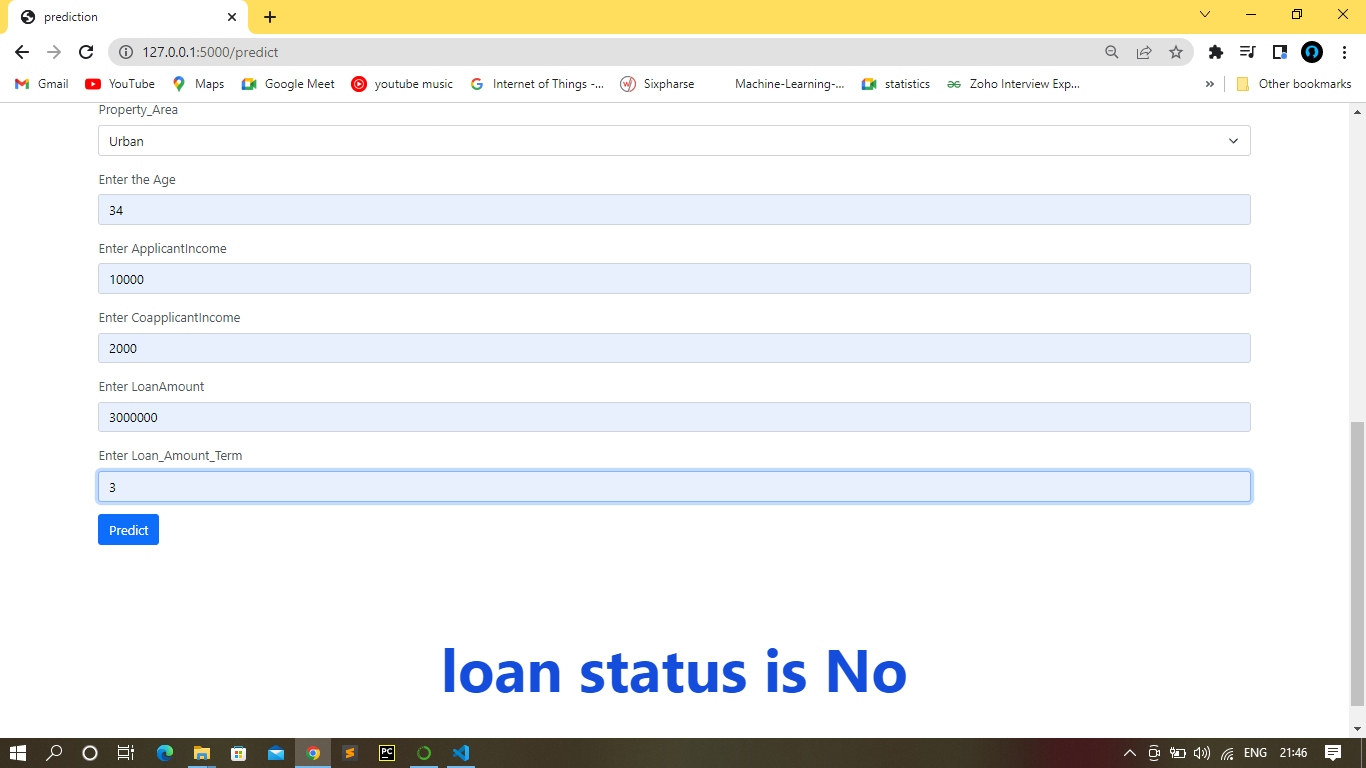 prediction
127.0.0.1:5000/predict
Gmail YouTube Maps Google Meet youtube music Internet of Things -... Sixpharse Machine-Learning-... statistics Zoho Interview Exp... » Other bookmarks
Property_Area
Urban
Enter the Age
34
Enter ApplicantIncome
10000
Enter CoapplicantIncome
2000
Enter LoanAmount
3000000
Enter Loan_Amount_Term
3
Predict
loan status is No
PC ENG 21:46